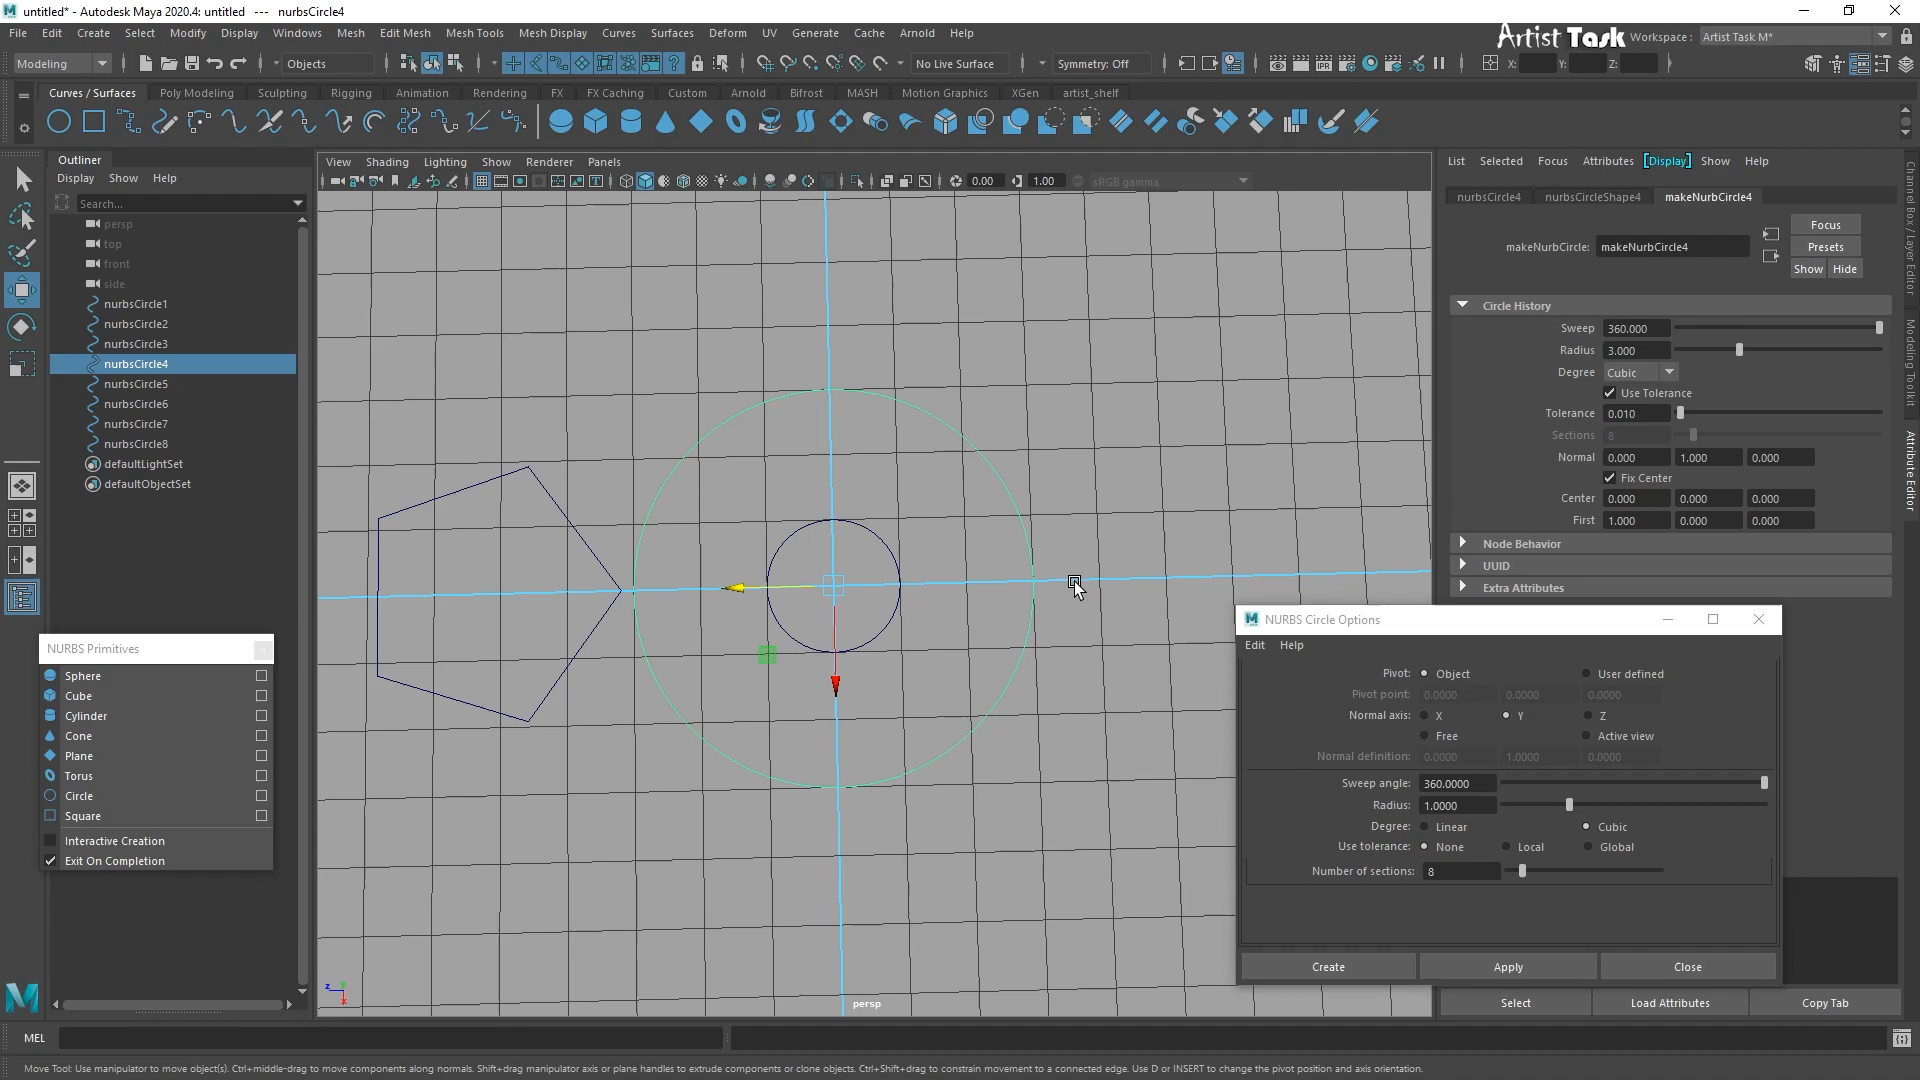 untitled* - Autodesk Maya 2020.4: untitled --- nurbsCircle4
File Edit Create Select Modify Display Windows Mesh Edit Mesh Mesh Tools Mesh Display Curves Surfaces Deform UV Generate Cache Arnold Help
Artist Task
Workspace : Artist Task M*
Modeling Objects No Live Surface Symmetry: Off X: Y: Z:
Curves / Surfaces Poly Modeling Sculpting Rigging Animation Rendering FX FX Caching Custom Arnold Bifrost MASH Motion Graphics XGen artist_shelf
Outliner
Display Show Help
Search...
persp
top
front
side
nurbsCircle1
nurbsCircle2
nurbsCircle3
nurbsCircle4
nurbsCircle5
nurbsCircle6
nurbsCircle7
nurbsCircle8
defaultLightSet
defaultObjectSet
NURBS Primitives
Sphere
Cube
Cylinder
Cone
Plane
Torus
Circle
Square
Interactive Creation
Exit On Completion
View Shading Lighting Show Renderer Panels
IPR
0.00 1.00 sRGB gamma
z y x
persp
List Selected Focus Attributes Display Show Help
nurbsCircle4 nurbsCircleShape4 makeNurbCircle4
makeNurbCircle: makeNurbCircle4
Focus
Presets
Show Hide
Circle History
Sweep 360.000
Radius 3.000
Degree Cubic
Use Tolerance
Tolerance 0.010
Sections 8
Normal 0.000 1.000 0.000
Fix Center
Center 0.000 0.000 0.000
First 1.000 0.000 0.000
Node Behavior
UUID
Extra Attributes
NURBS Circle Options
Edit Help
Pivot: Object User defined
Pivot point: 0.0000 0.0000 0.0000
Normal axis: X Y Z
Free Active view
Normal definition: 0.0000 1.0000 0.0000
Sweep angle: 360.0000
Radius: 1.0000
Degree: Linear Cubic
Use tolerance: None Local Global
Number of sections: 8
Create Apply Close
Select Load Attributes Copy Tab
Channel Box / Layer Editor
Modeling Toolkit
Attribute Editor
MEL
Move Tool: Use manipulator to move object(s). Ctrl+middle-drag to move components along normals. Shift+drag manipulator axis or plane handles to extrude components or clone objects. Ctrl+Shift+drag to constrain movement to a connected edge. Use D or INSERT to change the pivot position and axis orientation.